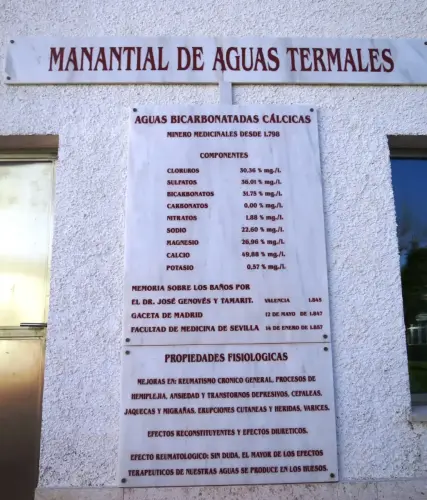 MANANTIAL DE AGUAS TERMALES
AGUAS BICARBONATADAS CÁLCICAS
MINERO MEDICINALES DESDE 1.798
COMPONENTES
CLORUROS 30,36 % mg./L
SULFATOS 36,01 % mg./L
BICARBONATOS 31,75 % mg./L
CARBONATOS 0,00 % mg./L
NITRATOS 1,88 % mg./L
SODIO 22,60 % mg./L
MAGNESIO 26,96 % mg./L
CALCIO 49,88 % mg./L
POTASIO 0,57 % mg./L
MEMORIA SOBRE LOS BAÑOS POR
EL DR. JOSÉ GENOVÉS Y TAMARIT. VALENCIA 1.845
GACETA DE MADRID 12 DE MAYO DE 1.847
FACULTAD DE MEDICINA DE SEVILLA 14 DE ENERO DE 1.887
PROPIEDADES FISIOLOGICAS
MEJORAS EN: REUMATISMO CRONICO GENERAL, PROCESOS DE
HEMIPLEJIA, ANSIEDAD Y TRANSTORNOS DEPRESIVOS. CEFALEAS.
JAQUECAS Y MIGRAÑAS. ERUPCIONES CUTANEAS Y HERIDAS, VARICES.
EFECTOS RECONSTITUYENTES Y EFECTOS DIURETICOS.
EFECTO REUMATOLOGICO: SIN DUDA, EL MAYOR DE LOS EFECTOS
TERAPEUTICOS DE NUESTRAS AGUAS SE PRODUCE EN LOS HUESOS.